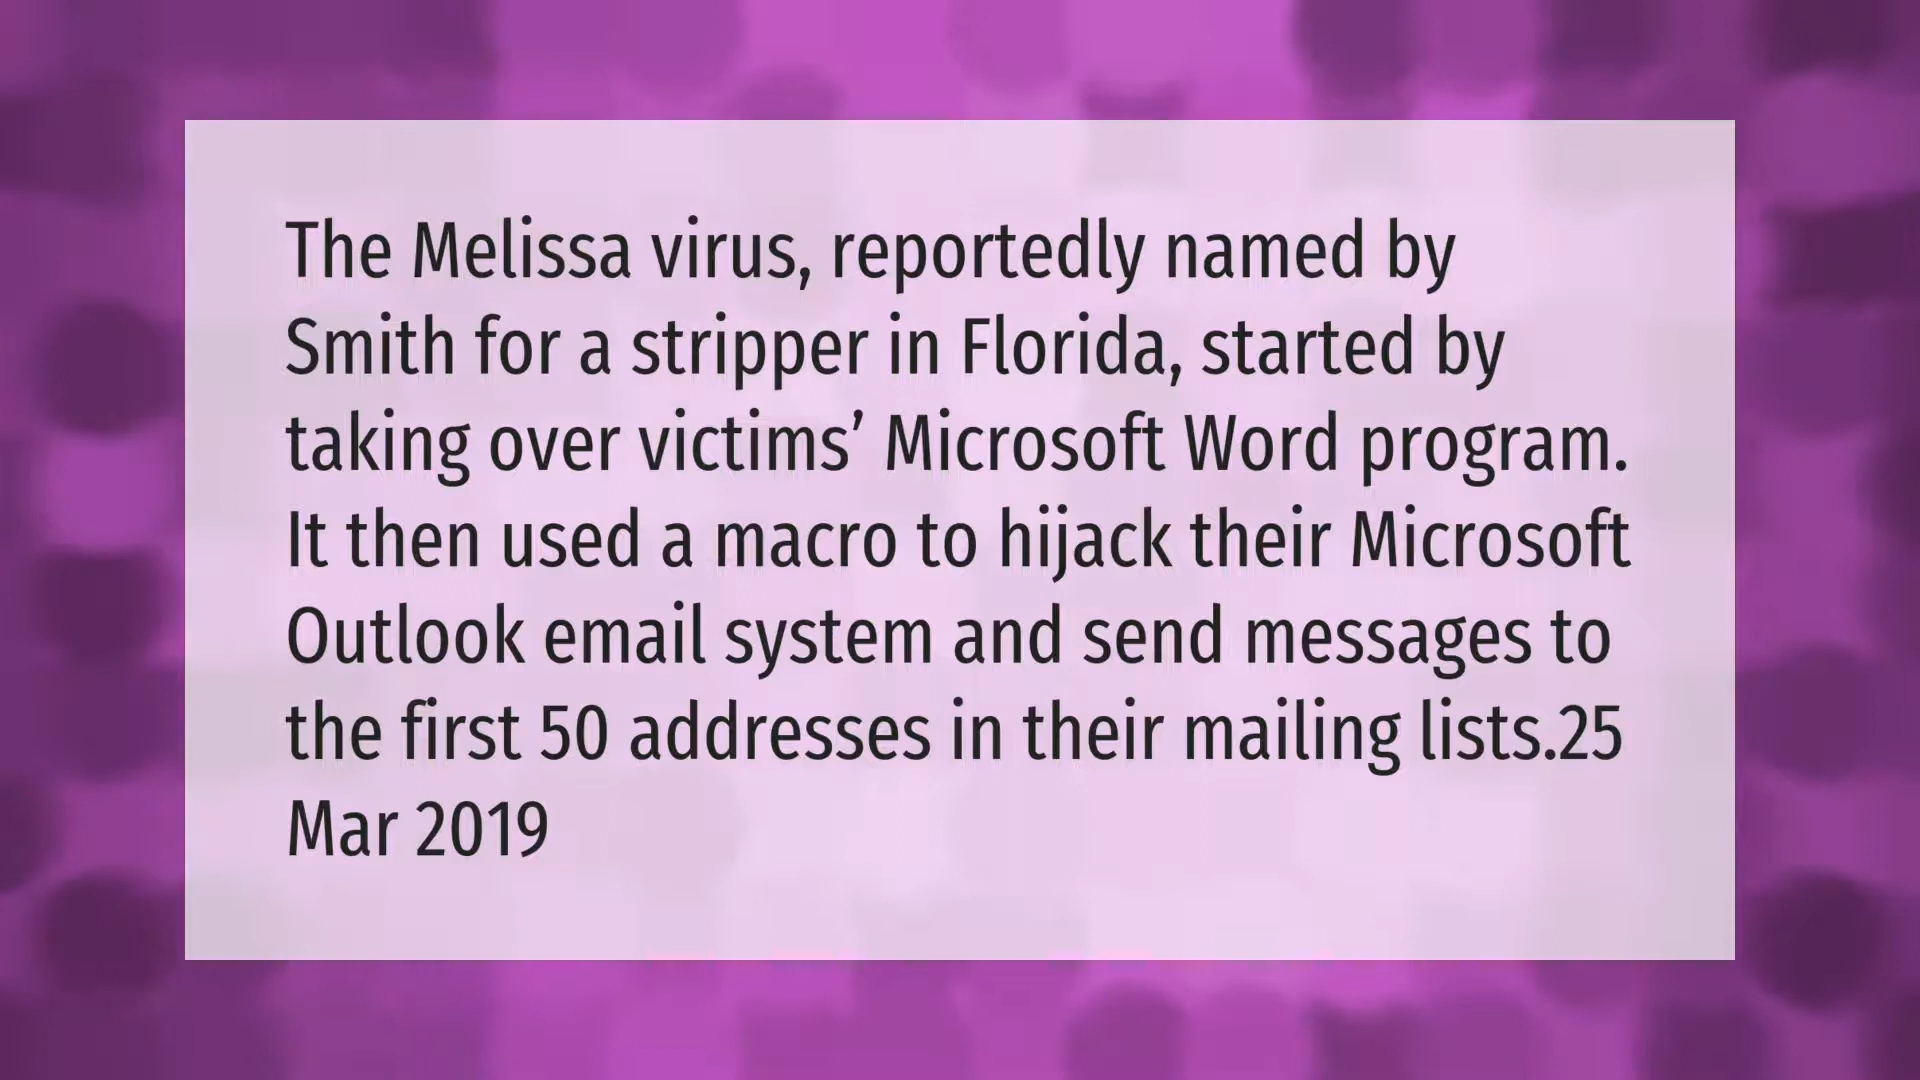 The Melissa virus, reportedly named by
Smith for a stripper in Florida, started by
taking over victims’ Microsoft Word program.
It then used a macro to hijack their Microsoft
Outlook email system and send messages to
the first 50 addresses in their mailing lists.25
Mar 2019